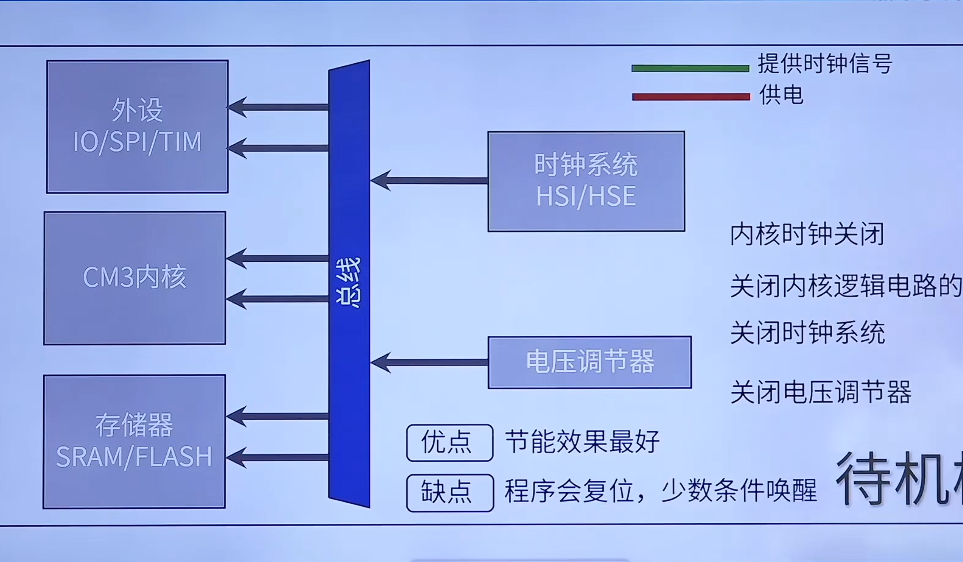 提供时钟信号
供电
外设
IO/SPI/TIM
时钟系统
HSI/HSE
CM3内核
总线
内核时钟关闭
关闭内核逻辑电路的
关闭时钟系统
电压调节器
关闭电压调节器
存储器
SRAM/FLASH
优点 节能效果最好
缺点 程序会复位，少数条件唤醒
待机